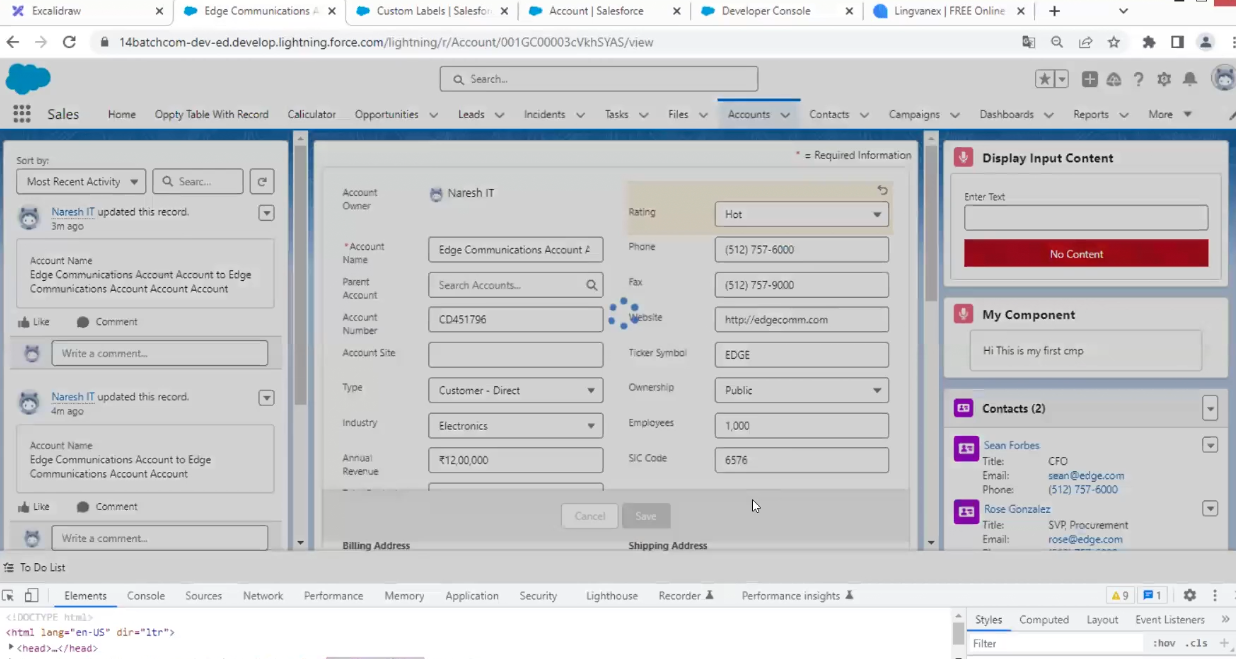 Excalidraw
Edge Communications A
Custom Labels | Salesfor
Account | Salesforce
Developer Console
Lingvanex | FREE Online
14batchcom-dev-ed.develop.lightning.force.com/lightning/r/Account/001GC00003cVkhSYAS/view
Search...
Sales
Home
Oppty Table With Record
Calculator
Opportunities
Leads
Incidents
Tasks
Files
Accounts
Contacts
Campaigns
Dashboards
Reports
More
Sort by:
Most Recent Activity
Search...
Naresh IT updated this record.
3m ago
Account Name
Edge Communications Account Account to Edge
Communications Account Account Account
Like
Comment
Write a comment...
Naresh IT updated this record.
4m ago
Account Name
Edge Communications Account to Edge
Communications Account Account
Like
Comment
Write a comment...
* = Required Information
Account
Owner
Naresh IT
Rating
Hot
*Account
Name
Edge Communications Account A
Phone
(512) 757-6000
Parent
Account
Search Accounts...
Fax
(512) 757-9000
Account
Number
CD451796
Website
http://edgecomm.com
Account Site
Ticker Symbol
EDGE
Type
Customer - Direct
Ownership
Public
Industry
Electronics
Employees
1,000
Annual
Revenue
₹12,00,000
SIC Code
6576
Cancel
Save
Billing Address
Shipping Address
Display Input Content
Enter Text
No Content
My Component
Hi This is my first cmp
Contacts (2)
Sean Forbes
Title:
CFO
Email:
sean@edge.com
Phone:
(512) 757-6000
Rose Gonzalez
Title:
SVP, Procurement
Email:
rose@edge.com
To Do List
Elements
Console
Sources
Network
Performance
Memory
Application
Security
Lighthouse
Recorder
Performance insights
9
1
<!DOCTYPE html>
<html lang="en-US" dir="ltr">
<head>…</head>
Styles
Computed
Layout
Event Listeners
»
Filter
:hov
.cls
+